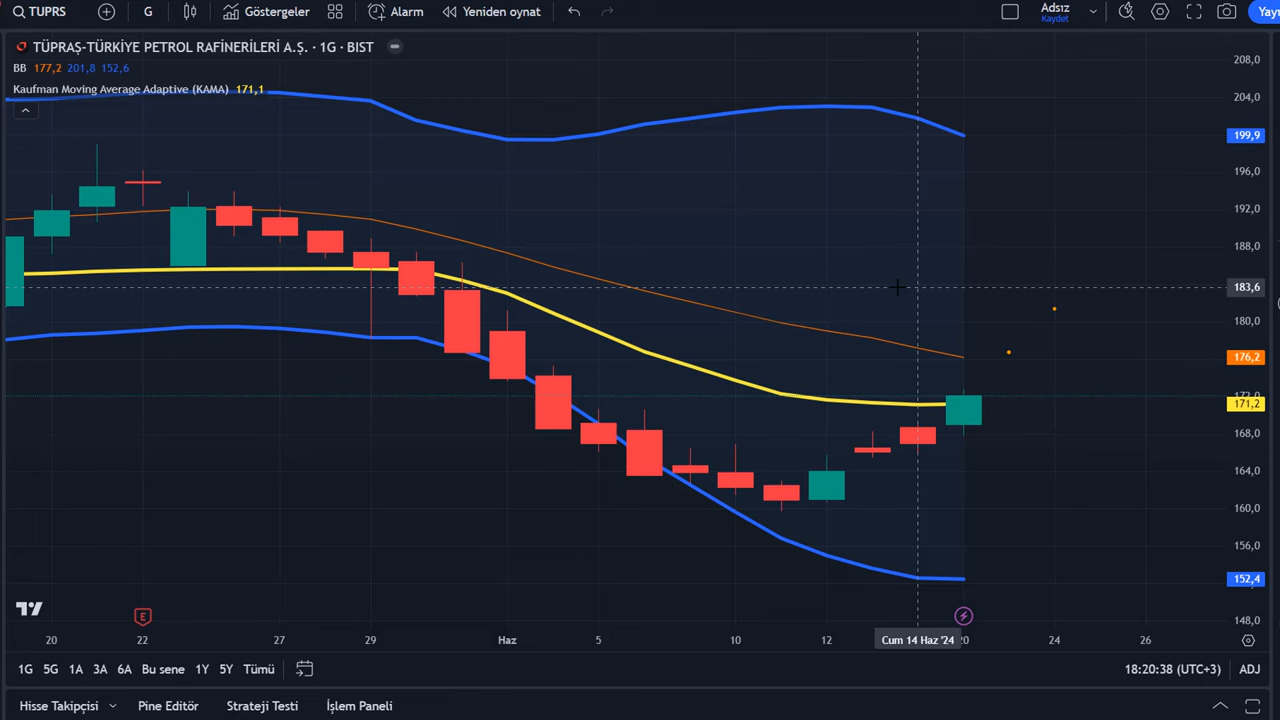 TUPRS G Göstergeler Alarm Yeniden oynat Adsız
Kaydet
TÜPRAŞ-TÜRKİYE PETROL RAFİNERİLERİ A.Ş. · 1G · BIST
BB 177,2 201,8 152,6
Kaufman Moving Average Adaptive (KAMA) 171,1
208,0
204,0
199,9
196,0
192,0
188,0
183,6
180,0
176,2
172,0
171,2
168,0
164,0
160,0
156,0
152,4
148,0
E
20 22 27 29 Haz 5 10 12 Cum 14 Haz '24 20 24 26
1G 5G 1A 3A 6A Bu sene 1Y 5Y Tümü 18:20:38 (UTC+3) ADJ
Hisse Takipçisi Pine Editör Strateji Testi İşlem Paneli